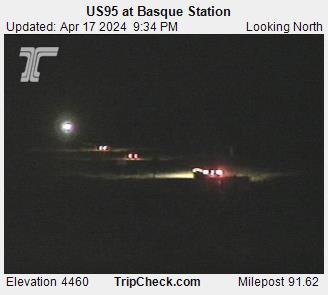 US95 at Basque Station
Updated: Apr 17 2024 9:34 PM Looking North
Elevation 4460 TripCheck.com Milepost 91.62